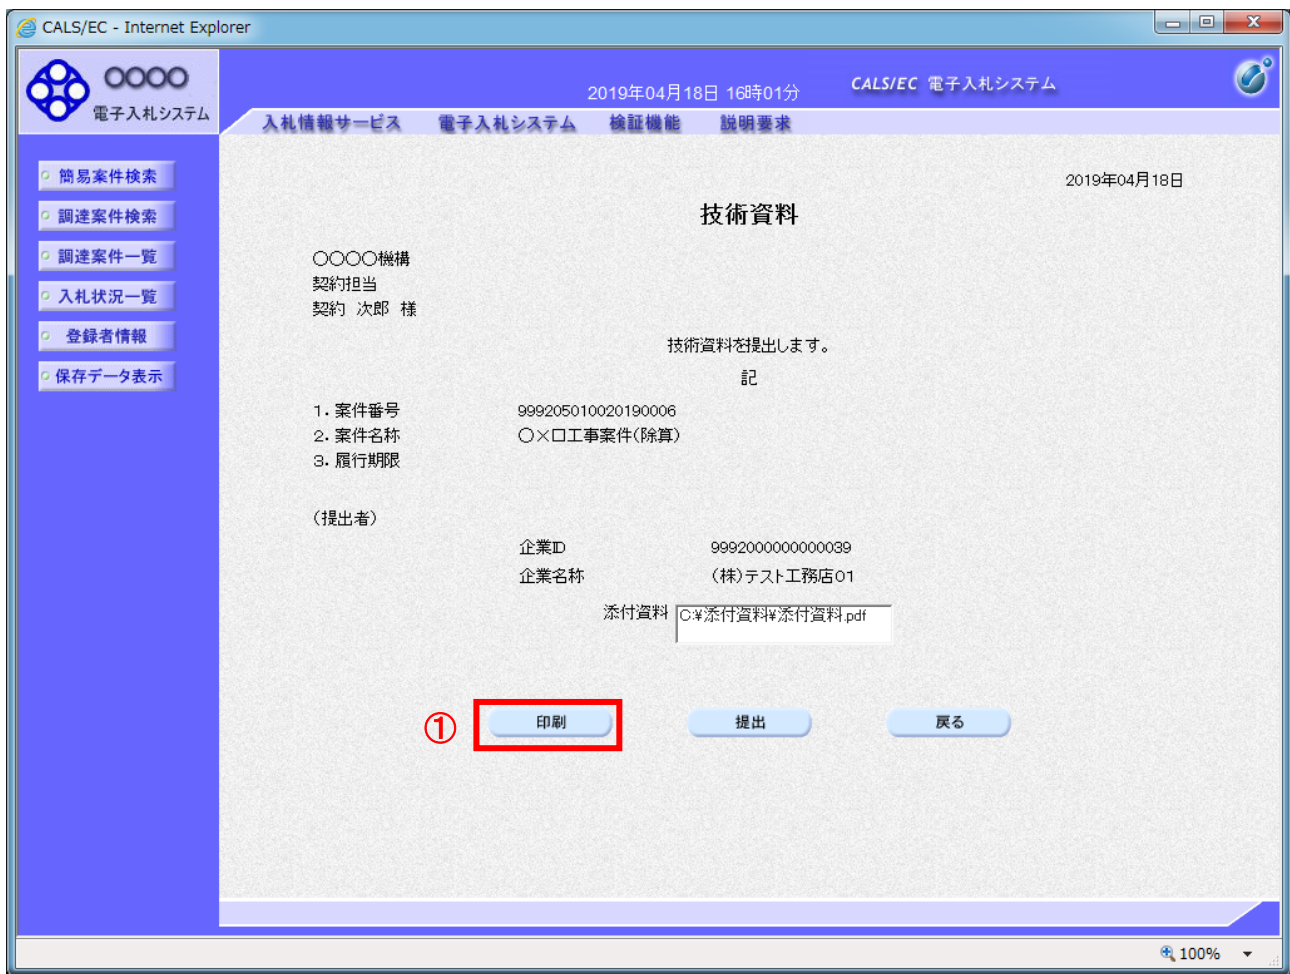 CALS/EC - Internet Explorer
〇〇〇〇
電子入札システム
2019年04月18日 16時01分
CALS/EC 電子入札システム
入札情報サービス 電子入札システム 検証機能 説明要求
簡易案件検索
調達案件検索
調達案件一覧
入札状況一覧
登録者情報
保存データ表示
2019年04月18日
技術資料
〇〇〇〇機構
契約担当
契約 次郎 様
技術資料を提出します。
記
1. 案件番号 999205010020190006
2. 案件名称 〇×口工事案件(除算)
3. 履行期限
(提出者)
企業ID 9992000000000039
企業名称 (株)テスト工務店01
添付資料 C:¥添付資料¥添付資料.pdf
① 印刷 提出 戻る
100%